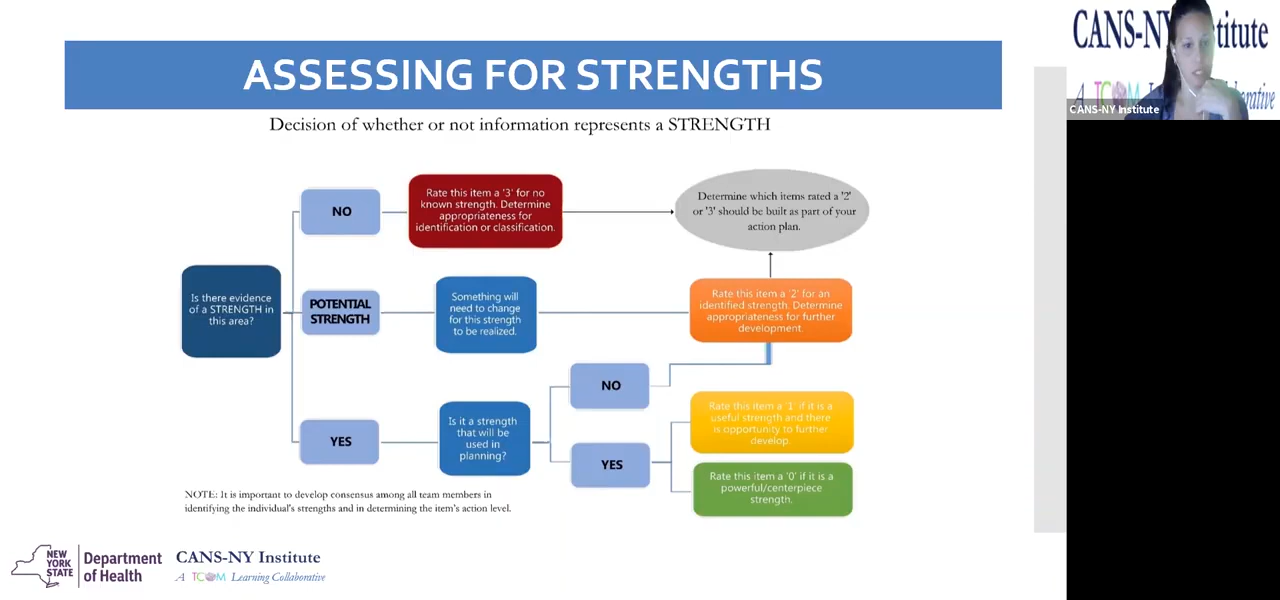 ASSESSING FOR STRENGTHS
Decision of whether or not information represents a STRENGTH
NO
Rate this item a '3' for no
known strength. Determine
appropriateness for
identification or classification.
Determine which items rated a '2'
or '3' should be built as part of your
action plan.
Is there evidence
of a STRENGTH in
this area?
POTENTIAL
STRENGTH
Something will
need to change
for this strength
to be realized.
Rate this item a '2' for an
identified strength. Determine
appropriateness for further
development.
YES
Is it a strength
that will be
used in
planning?
NO
YES
Rate this item a '1' if it is a
useful strength and there
is opportunity to further
develop.
Rate this item a '0' if it is a
powerful/centerpiece
strength.
NOTE: It is important to develop consensus among all team members in
identifying the individual's strengths and in determining the item's action level.
NEW
YORK
STATE
Department
of Health
CANS-NY Institute
A TCOM Learning Collaborative
CANS-NY
titute
A TCOM
orative
CANS-NY Institute